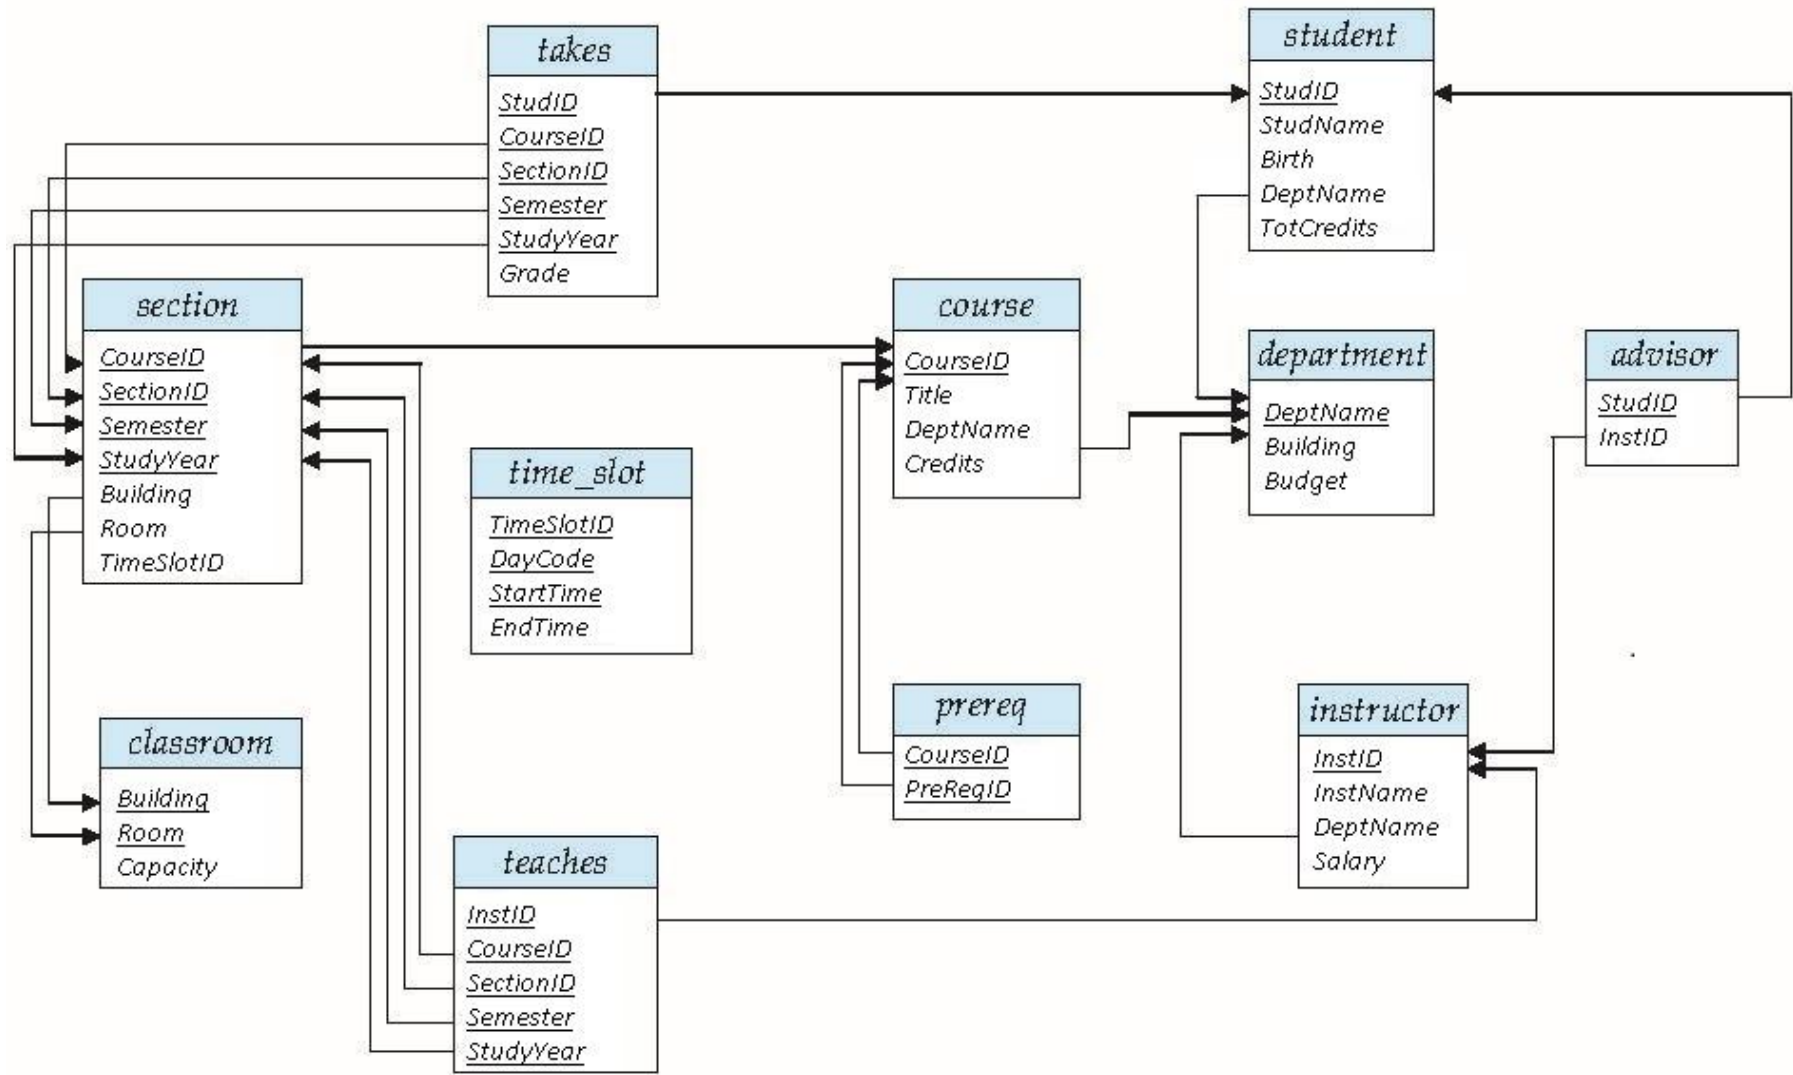 takes
StudID
CourseID
SectionID
Semester
StudyYear
Grade
student
StudID
StudName
Birth
DeptName
TotCredits
section
CourseID
SectionID
Semester
StudyYear
Building
Room
TimeSlotID
course
CourseID
Title
DeptName
Credits
department
DeptName
Building
Budget
advisor
StudID
InstID
time_slot
TimeSlotID
DayCode
StartTime
EndTime
classroom
Building
Room
Capacity
prereq
CourseID
PreReqID
instructor
InstID
InstName
DeptName
Salary
teaches
InstID
CourseID
SectionID
Semester
StudyYear